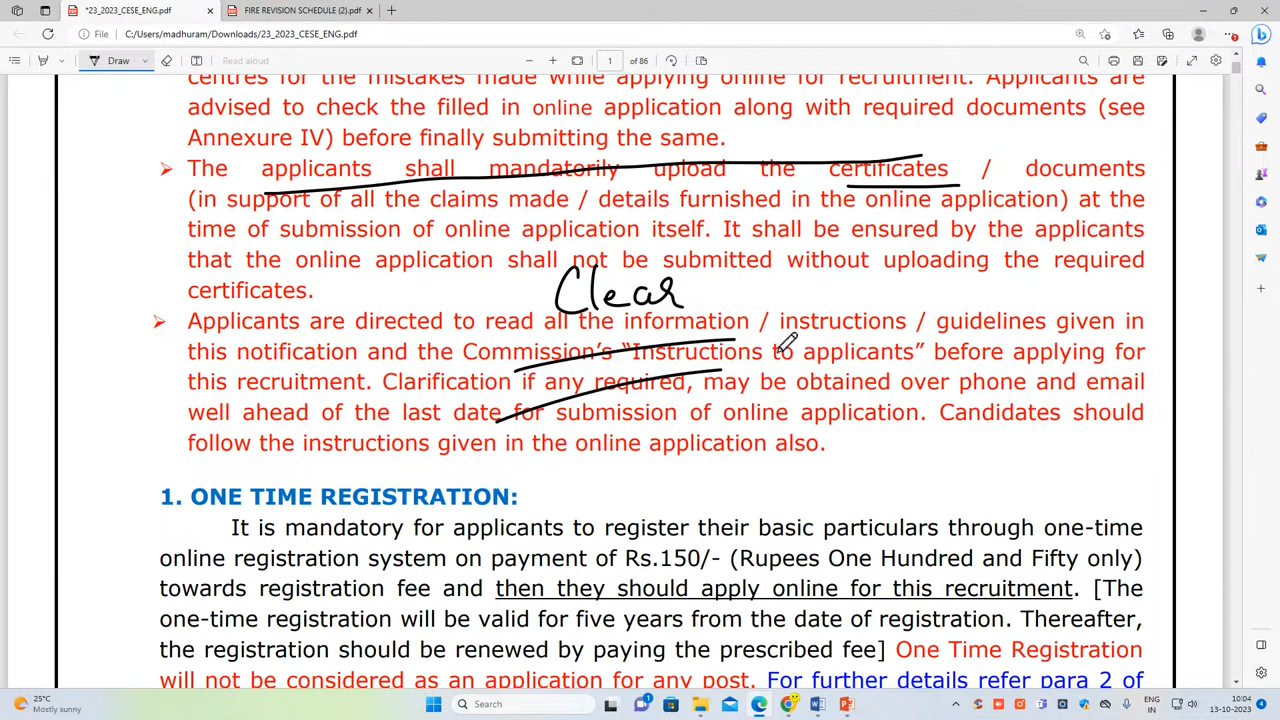 *23_2023_CESE_ENG.pdf
FIRE REVISION SCHEDULE (2).pdf
File
C:/Users/madhuram/Downloads/23_2023_CESE_ENG.pdf
Draw
Read aloud
1 of 86
centres for the mistakes made while applying online for recruitment. Applicants are
advised to check the filled in online application along with required documents (see
Annexure IV) before finally submitting the same.
The applicants shall mandatorily upload the certificates / documents
(in support of all the claims made / details furnished in the online application) at the
time of submission of online application itself. It shall be ensured by the applicants
that the online application shall not be submitted without uploading the required
certificates.
Clear
Applicants are directed to read all the information / instructions / guidelines given in
this notification and the Commission's “Instructions to applicants” before applying for
this recruitment. Clarification if any required, may be obtained over phone and email
well ahead of the last date for submission of online application. Candidates should
follow the instructions given in the online application also.
1. ONE TIME REGISTRATION:
It is mandatory for applicants to register their basic particulars through one-time
online registration system on payment of Rs.150/- (Rupees One Hundred and Fifty only)
towards registration fee and then they should apply online for this recruitment. [The
one-time registration will be valid for five years from the date of registration. Thereafter,
the registration should be renewed by paying the prescribed fee] One Time Registration
will not be considered as an application for any post. For further details refer para 2 of
25°C
Mostly sunny
Search
1
ENG
IN
10:04
13-10-2023
4